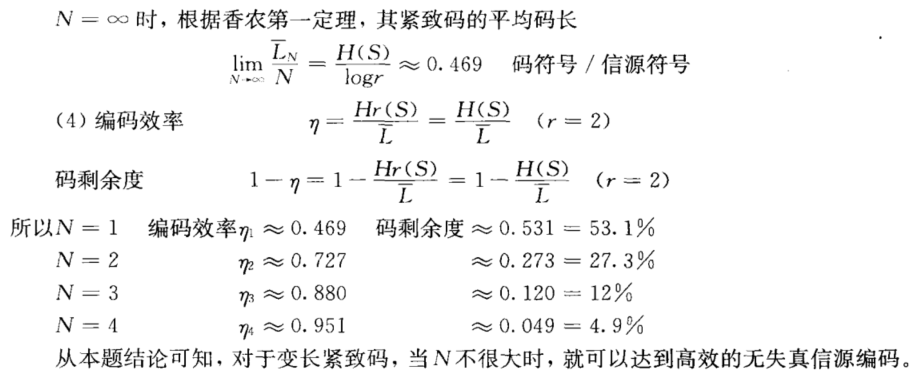 N = ∞ 时，根据香农第一定理，其紧致码的平均码长
lim_{N→∞} L̄_N / N = H(S) / logr ≈ 0.469 码符号 / 信源符号
(4) 编码效率 η = Hr(S) / L̄ = H(S) / L̄ (r = 2)
码剩余度 1 − η = 1 − Hr(S) / L̄ = 1 − H(S) / L̄ (r = 2)
所以 N = 1 编码效率 η₁ ≈ 0.469 码剩余度 ≈ 0.531 = 53.1%
N = 2 η₂ ≈ 0.727 ≈ 0.273 = 27.3%
N = 3 η₃ ≈ 0.880 ≈ 0.120 = 12%
N = 4 η₄ ≈ 0.951 ≈ 0.049 = 4.9%
从本题结论可知，对于变长紧致码，当 N 不很大时，就可以达到高效的无失真信源编码。